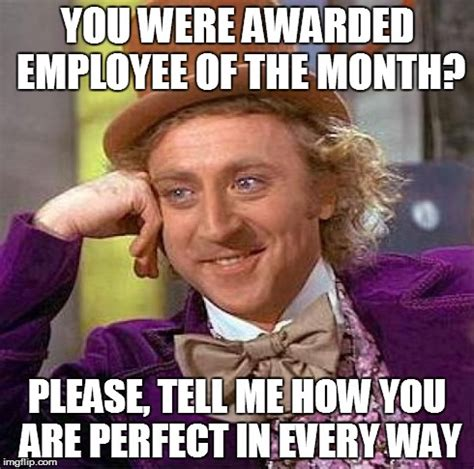 YOU WERE AWARDED
EMPLOYEE OF THE MONTH?
PLEASE, TELL ME HOW YOU
ARE PERFECT IN EVERY WAY
imgflip.com